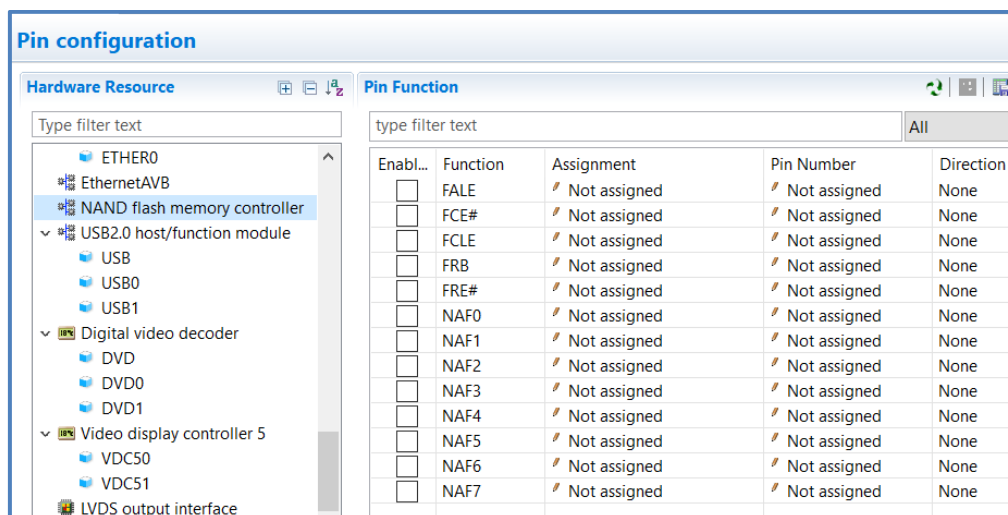 Pin configuration
Hardware Resource
Type filter text
ETHER0
EthernetAVB
NAND flash memory controller
USB2.0 host/function module
USB
USB0
USB1
Digital video decoder
DVD
DVD0
DVD1
Video display controller 5
VDC50
VDC51
LVDS output interface
Pin Function
type filter text All
Enabl... Function Assignment Pin Number Direction
FALE Not assigned Not assigned None
FCE# Not assigned Not assigned None
FCLE Not assigned Not assigned None
FRB Not assigned Not assigned None
FRE# Not assigned Not assigned None
NAF0 Not assigned Not assigned None
NAF1 Not assigned Not assigned None
NAF2 Not assigned Not assigned None
NAF3 Not assigned Not assigned None
NAF4 Not assigned Not assigned None
NAF5 Not assigned Not assigned None
NAF6 Not assigned Not assigned None
NAF7 Not assigned Not assigned None